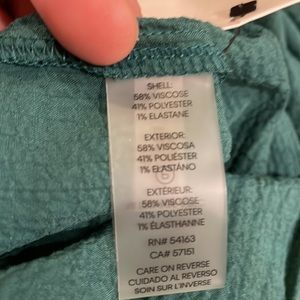 SHELL:
58% VISCOSE
41% POLYESTER
1% ELASTANE
EXTERIOR:
58% VISCOSA
41% POLIÉSTER
1% ELASTANO
EXTÉRIEUR:
58% VISCOSE
41% POLYESTER
1% ÉLASTHANNE
RN# 54163
CA# 57151
CARE ON REVERSE
CUIDADO AL REVERSO
SOIN SUR L'INVERSE